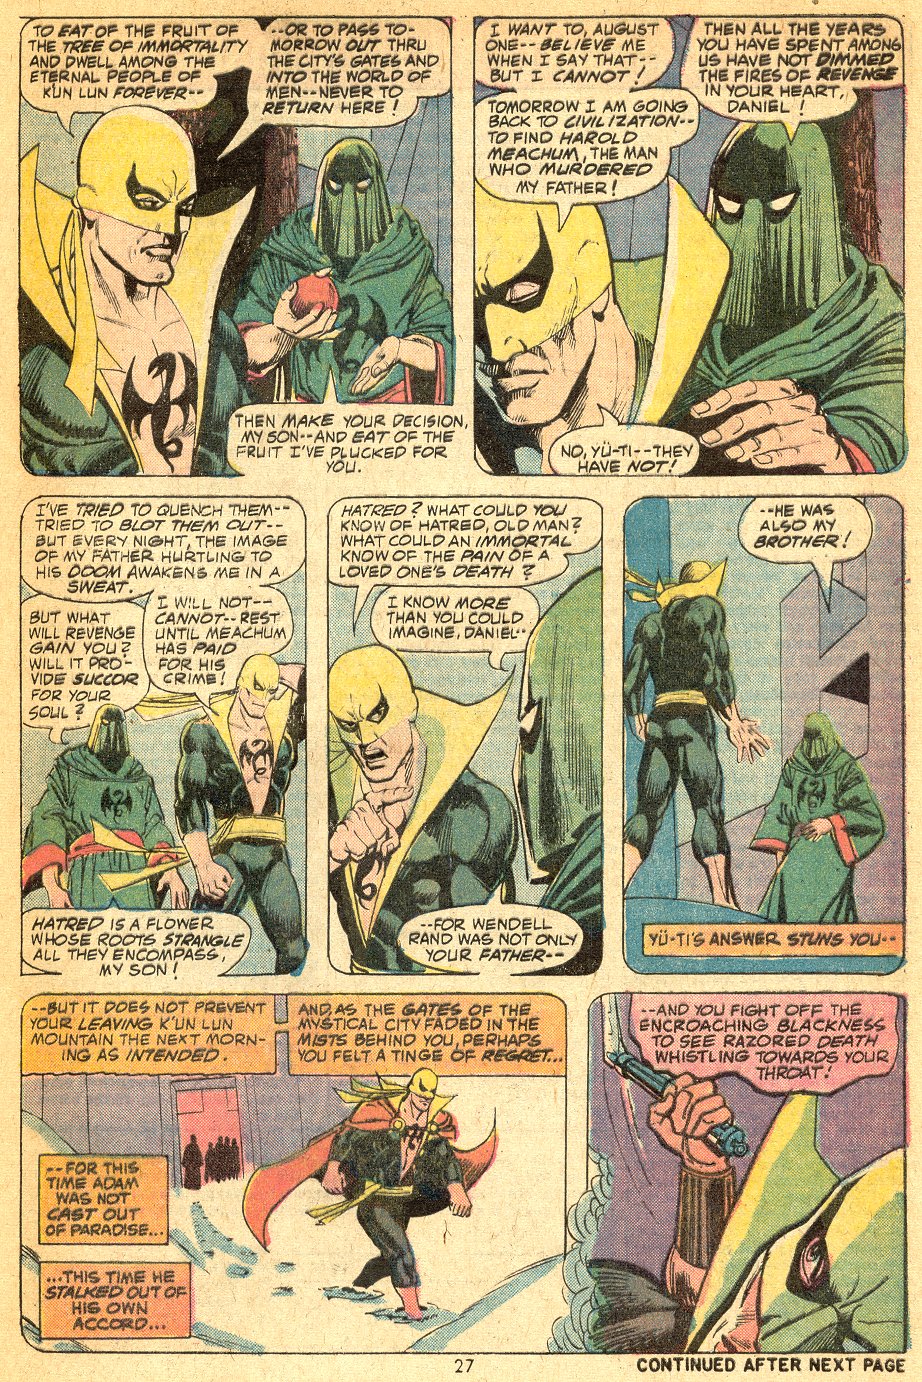 TO EAT OF THE FRUIT OF
THE TREE OF IMMORTALITY
AND DWELL AMONG THE
ETERNAL PEOPLE OF
K'UN LUN FOREVER--
--OR TO PASS TO-
MORROW OUT THRU
THE CITY'S GATES AND
INTO THE WORLD OF
MEN--NEVER TO
RETURN HERE!
THEN MAKE YOUR DECISION,
MY SON--AND EAT OF THE
FRUIT I'VE PLUCKED FOR
YOU.
I WANT TO, AUGUST
ONE--BELIEVE ME
WHEN I SAY THAT--
BUT I CANNOT!
TOMORROW I AM GOING
BACK TO CIVILIZATION--
TO FIND HAROLD
MEACHUM, THE MAN
WHO MURDERED
MY FATHER!
THEN ALL THE YEARS
YOU HAVE SPENT AMONG
US HAVE NOT DIMMED
THE FIRES OF REVENGE
IN YOUR HEART,
DANIEL!
NO, YÜ-TI--THEY
HAVE NOT!
I'VE TRIED TO QUENCH THEM--
TRIED TO BLOT THEM OUT--
BUT EVERY NIGHT, THE IMAGE
OF MY FATHER HURTLING TO
HIS DOOM AWAKENS ME IN A
SWEAT.
BUT WHAT
WILL REVENGE
GAIN YOU?
WILL IT PRO-
VIDE SUCCOR
FOR YOUR
SOUL?
I WILL NOT--
CANNOT--REST
UNTIL MEACHUM
HAS PAID
FOR HIS
CRIME!
HATRED IS A FLOWER
WHOSE ROOTS STRANGLE
ALL THEY ENCOMPASS,
MY SON!
HATRED? WHAT COULD YOU
KNOW OF HATRED, OLD MAN?
WHAT COULD AN IMMORTAL
KNOW OF THE PAIN OF A
LOVED ONE'S DEATH?
I KNOW MORE
THAN YOU COULD
IMAGINE, DANIEL--
--FOR WENDELL
RAND WAS NOT ONLY
YOUR FATHER--
--HE WAS
ALSO MY
BROTHER!
YÜ-TI'S ANSWER STUNS YOU--
--BUT IT DOES NOT PREVENT
YOUR LEAVING K'UN LUN
MOUNTAIN THE NEXT MORN-
ING AS INTENDED.
AND, AS THE GATES OF THE
MYSTICAL CITY FADED IN THE
MISTS BEHIND YOU, PERHAPS
YOU FELT A TINGE OF REGRET...
--FOR THIS
TIME ADAM
WAS NOT
CAST OUT
OF PARADISE...
...THIS TIME HE
STALKED OUT OF
HIS OWN
ACCORD...
--AND YOU FIGHT OFF THE
ENCROACHING BLACKNESS
TO SEE RAZORED DEATH
WHISTLING TOWARDS YOUR
THROAT!
27
CONTINUED AFTER NEXT PAGE